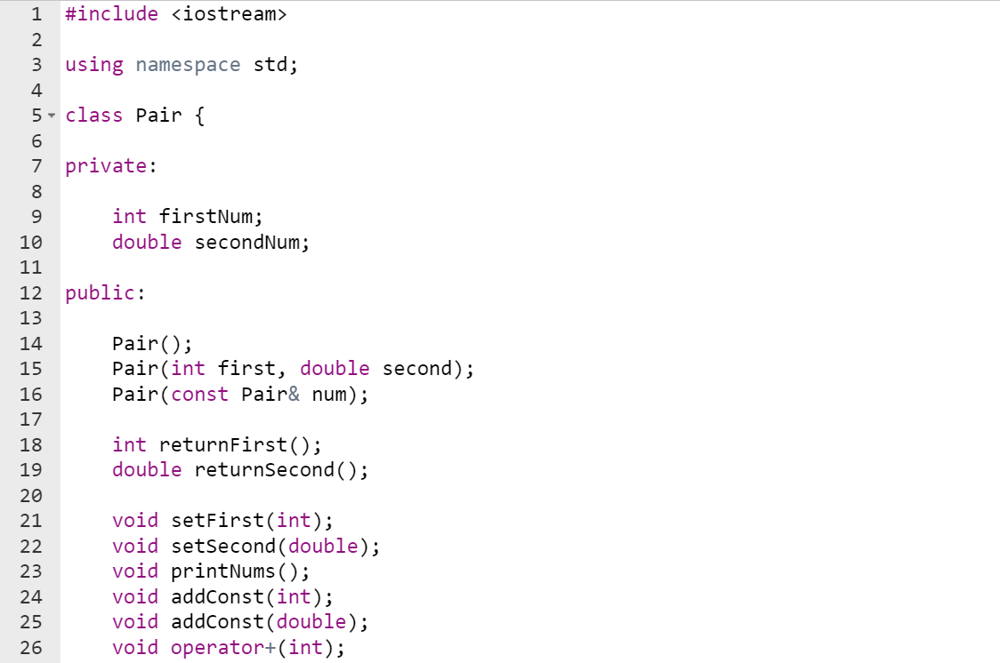 1 #include <iostream>
2
3 using namespace std;
4
5 class Pair {
6
7 private:
8
9 int firstNum;
10 double secondNum;
11
12 public:
13
14 Pair();
15 Pair(int first, double second);
16 Pair(const Pair& num);
17
18 int returnFirst();
19 double returnSecond();
20
21 void setFirst(int);
22 void setSecond(double);
23 void printNums();
24 void addConst(int);
25 void addConst(double);
26 void operator+(int);